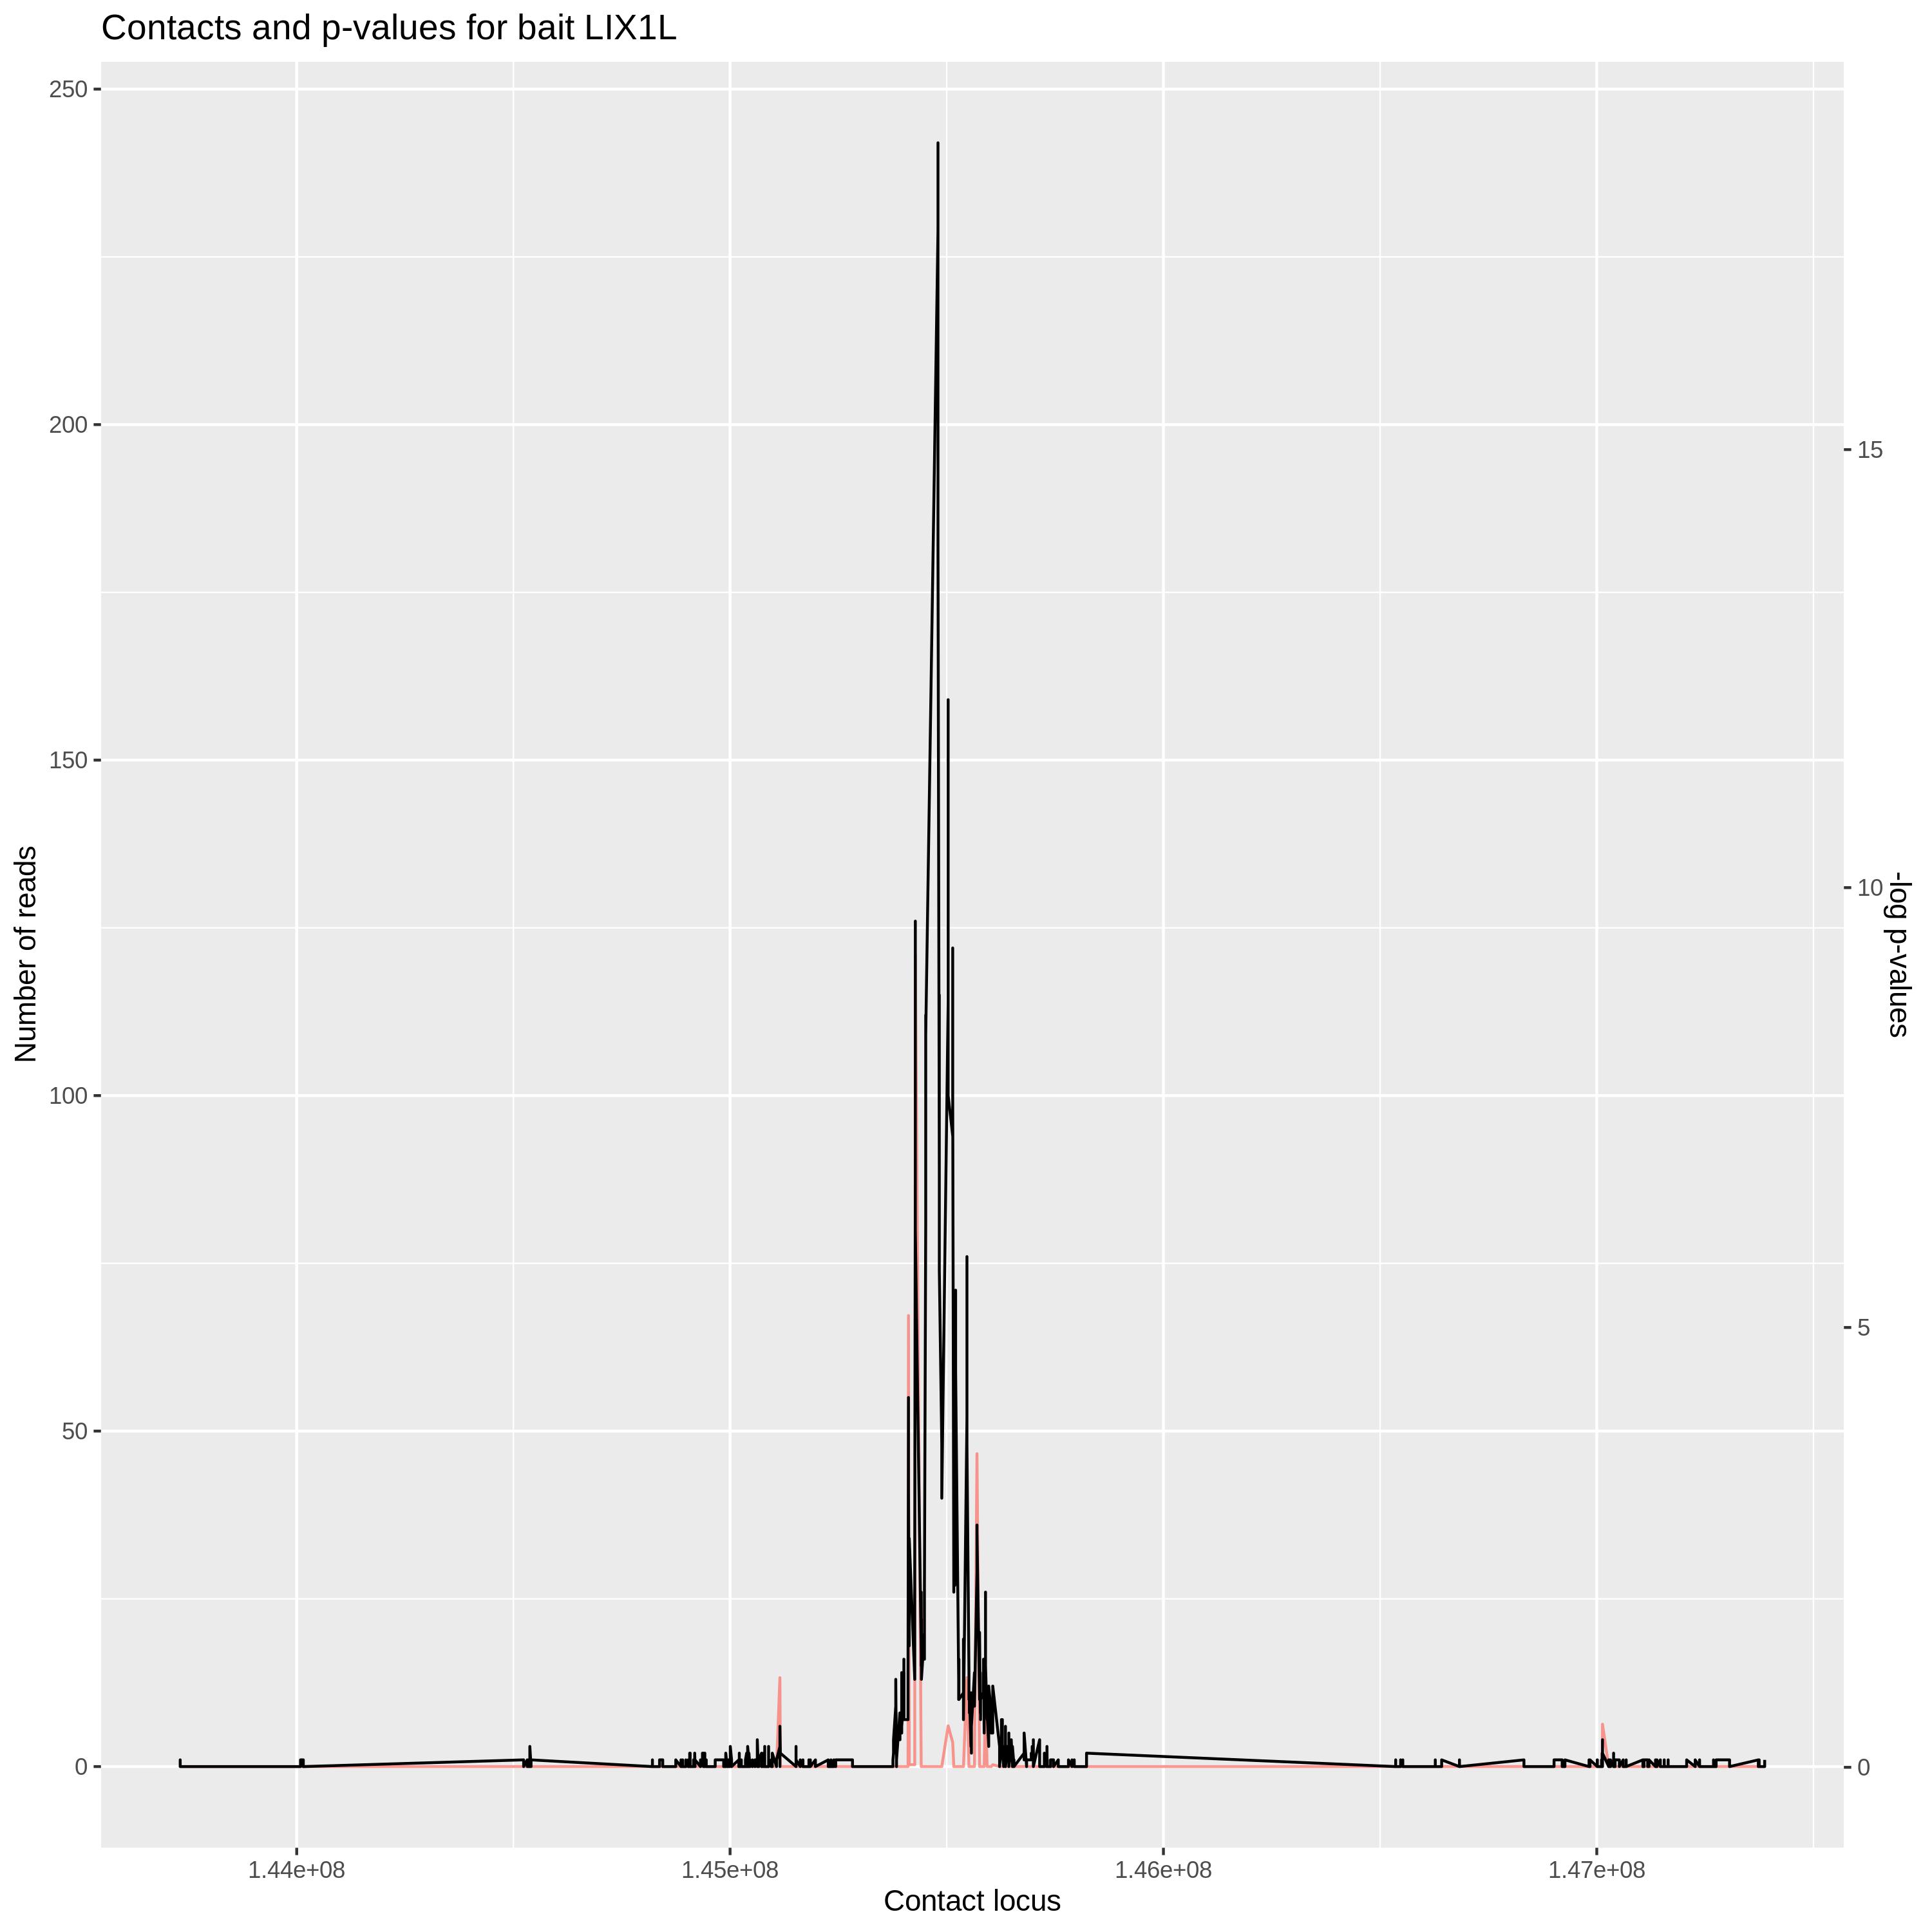 Contacts and p-values for bait LIX1L
250
200
150
100
50
0
Number of reads
15
10
5
0
-log p-values
1.44e+08
1.45e+08
1.46e+08
1.47e+08
Contact locus